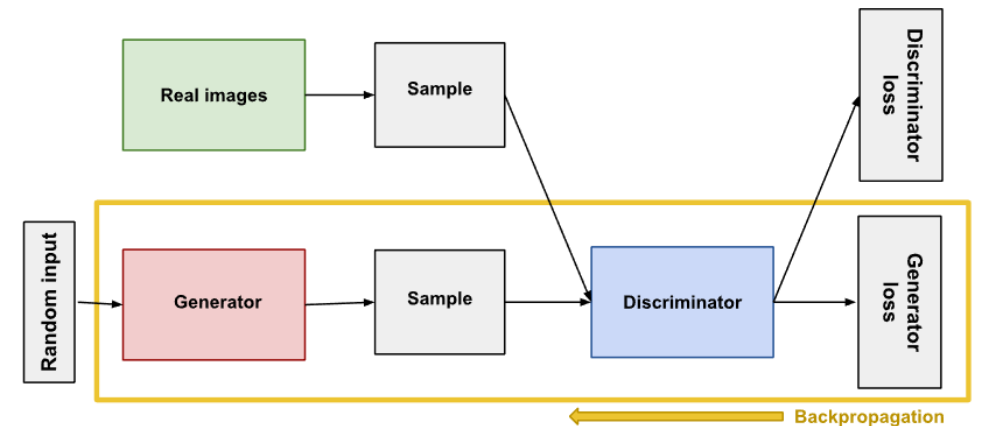 Real images
Sample
Discriminator
loss
Random input
Generator
Sample
Discriminator
Generator
loss
Backpropagation